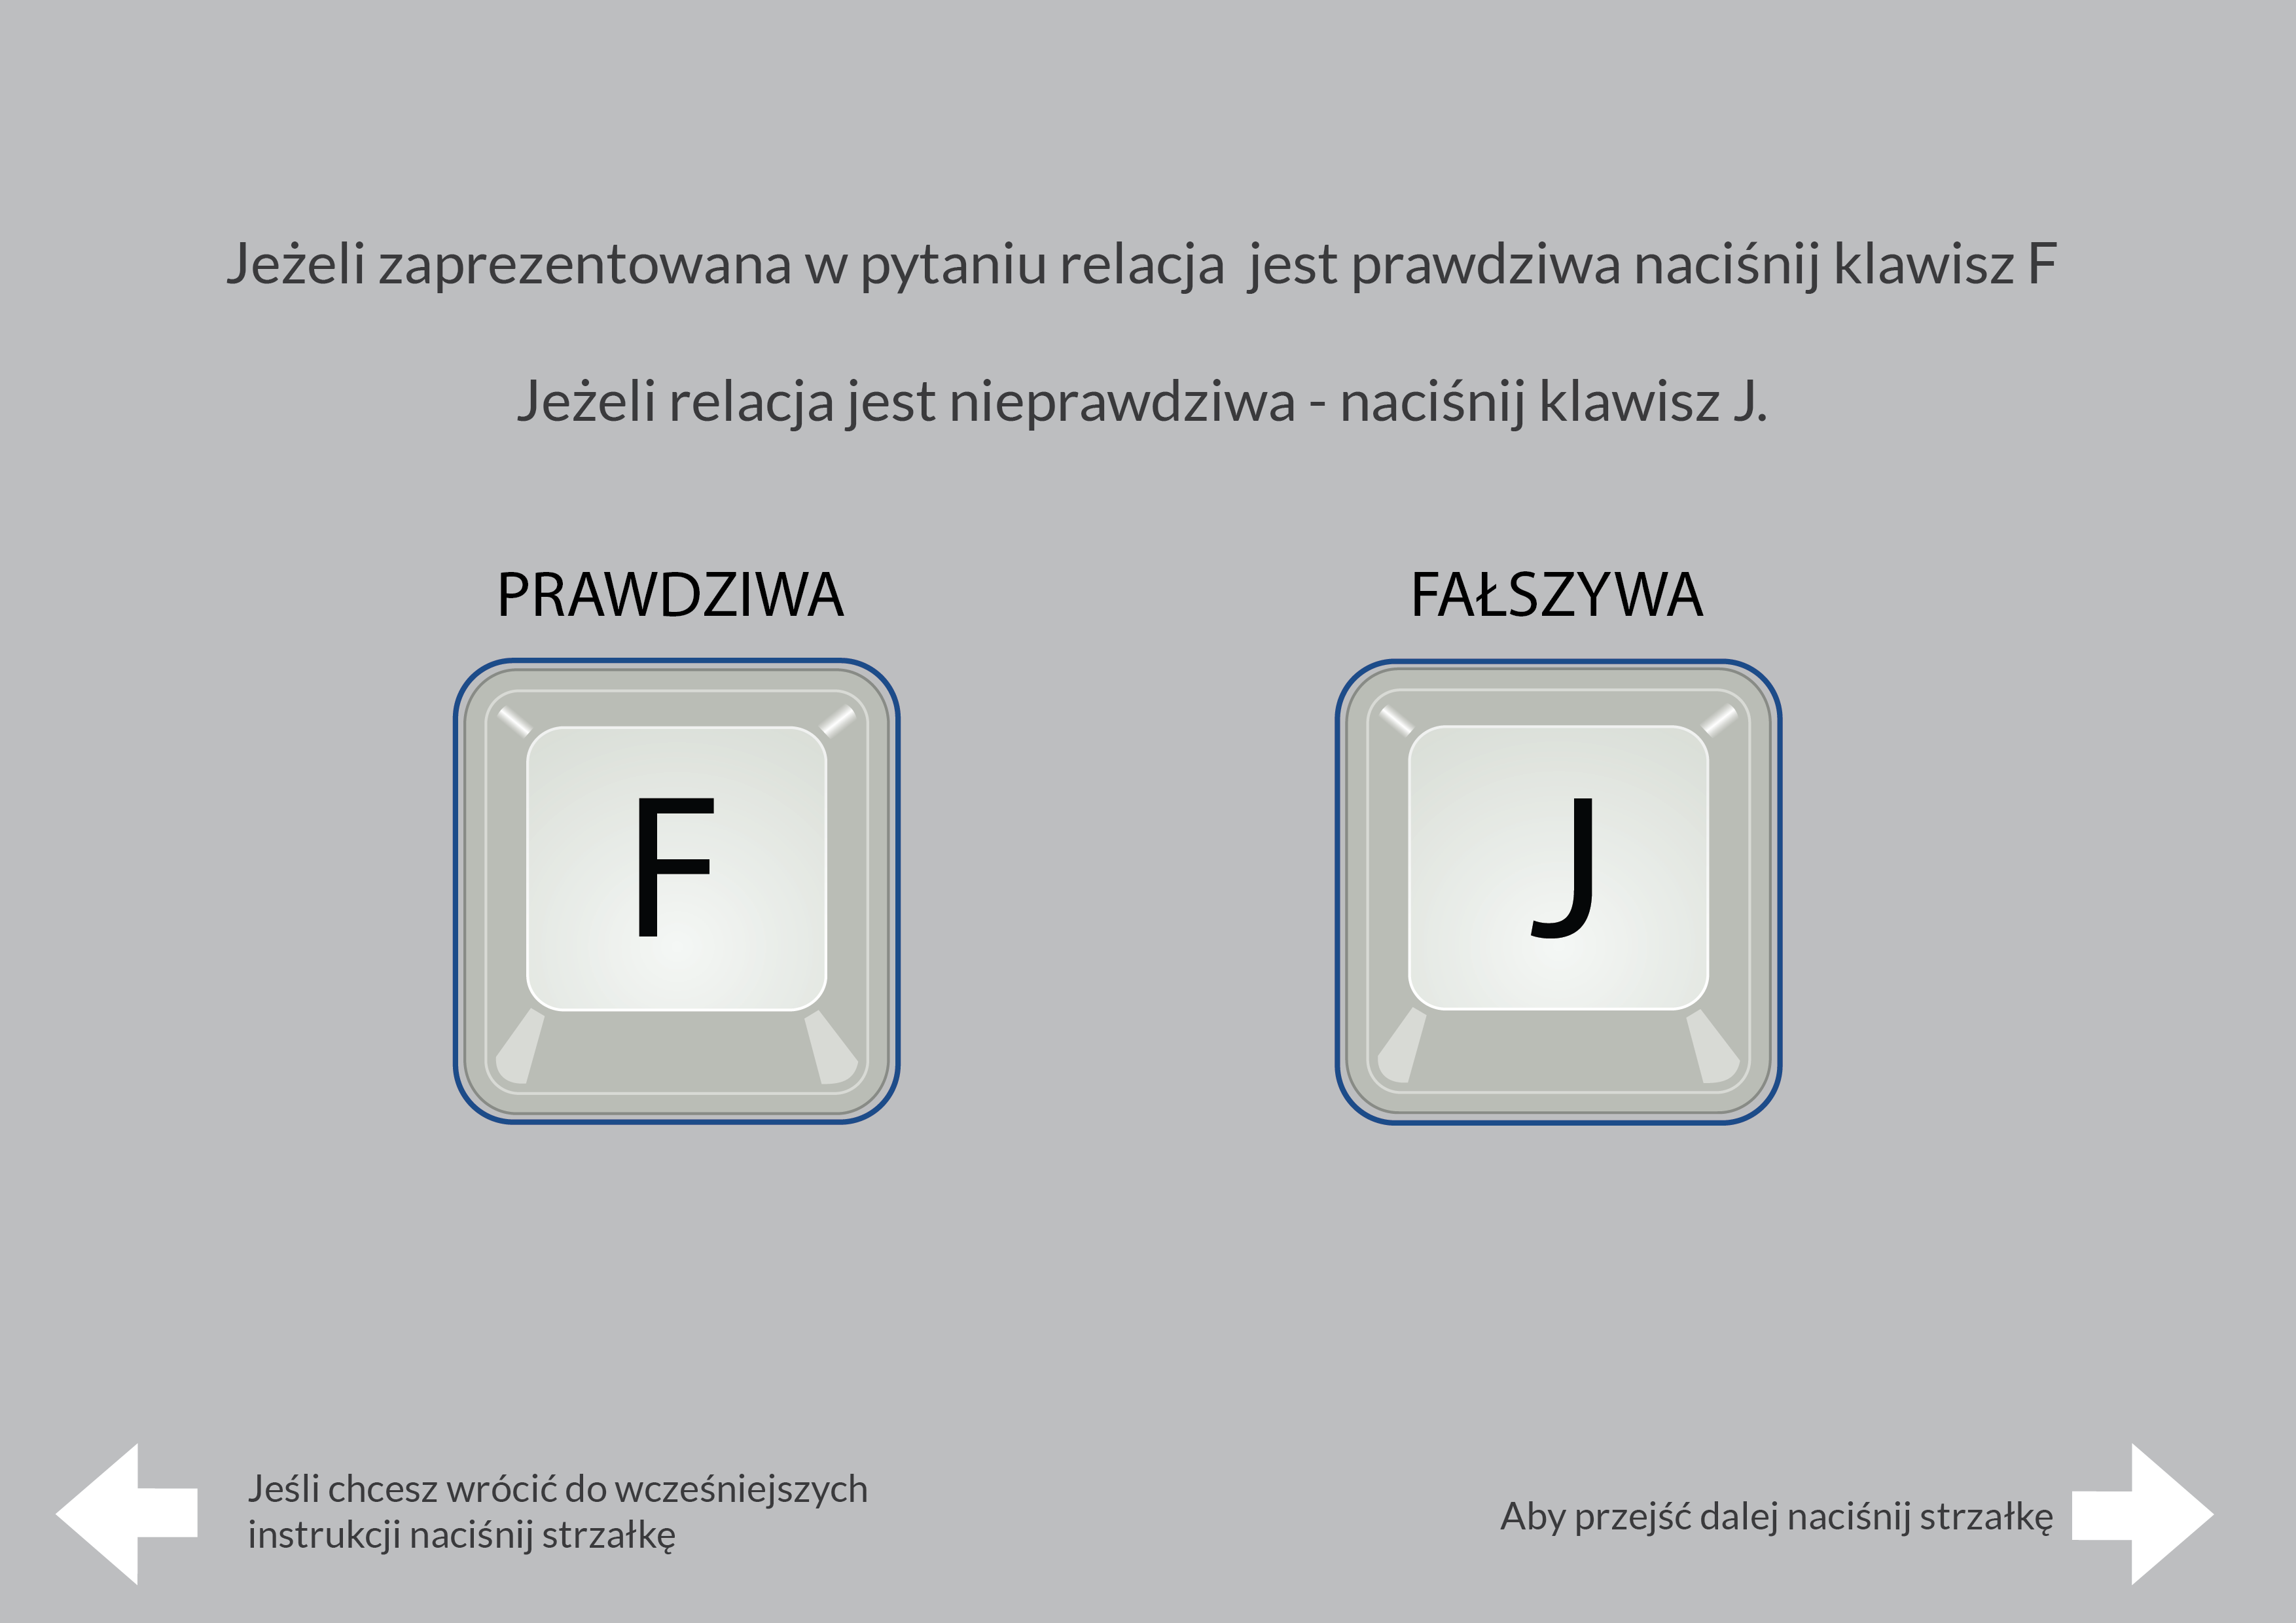 Jeżeli zaprezentowana w pytaniu relacja  jest prawdziwa naciśnij klawisz F
Jeżeli relacja jest nieprawdziwa - naciśnij klawisz J.
PRAWDZIWA
FAŁSZYWA
F
J
Jeśli chcesz wrócić do wcześniejszych
instrukcji naciśnij strzałkę
Aby przejść dalej naciśnij strzałkę